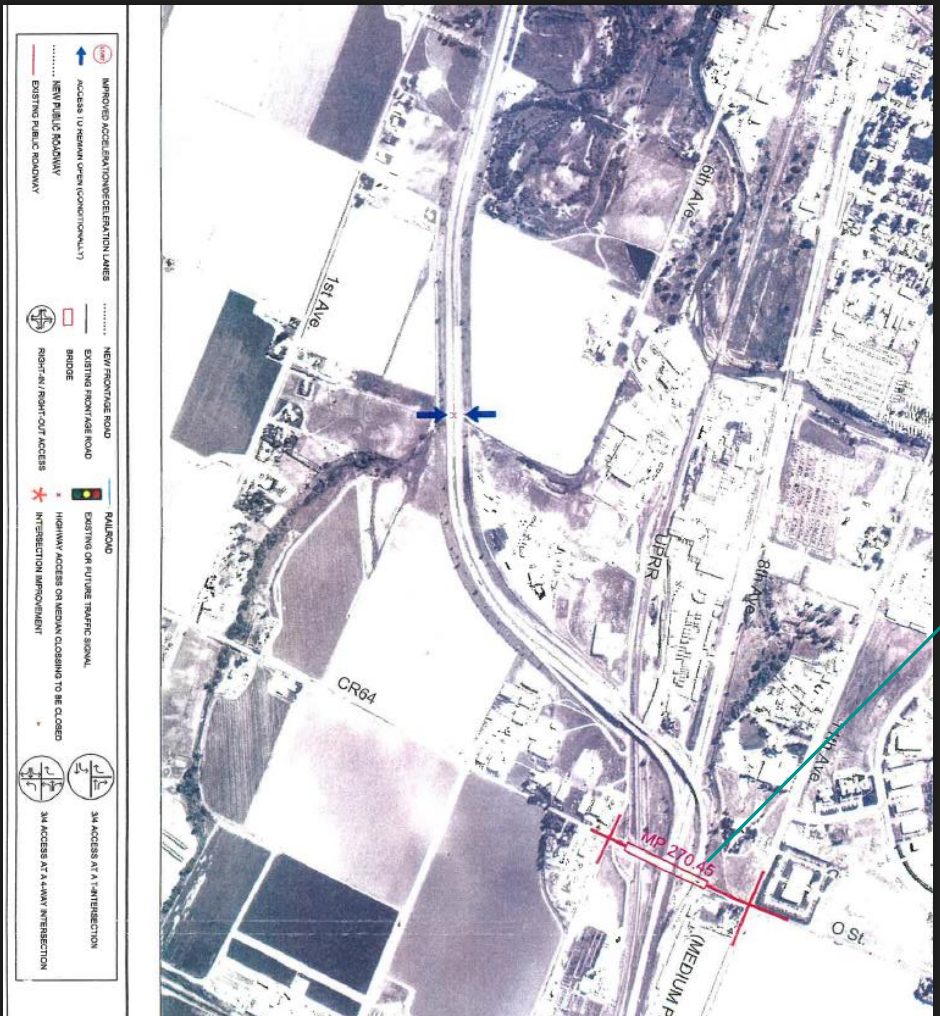 IMPROVED ACCELERATION/DECELERATION LANES
ACCESS TO REMAIN OPEN (CONDITIONALLY)
NEW PUBLIC ROADWAY
EXISTING PUBLIC ROADWAY
NEW FRONTAGE ROAD
EXISTING FRONTAGE ROAD
BRIDGE
RIGHT-IN / RIGHT-OUT ACCESS
RAILROAD
EXISTING OR FUTURE TRAFFIC SIGNAL
HIGHWAY ACCESS OR MEDIAN CLOSSING TO BE CLOSED
INTERSECTION IMPROVEMENT
3/4 ACCESS AT A T-INTERSECTION
3/4 ACCESS AT A 4-WAY INTERSECTION
6th Ave.
1st Ave.
UPRR
8th Ave.
CR64
11th Ave.
MP 270.45
O St.
(MEDIUM P